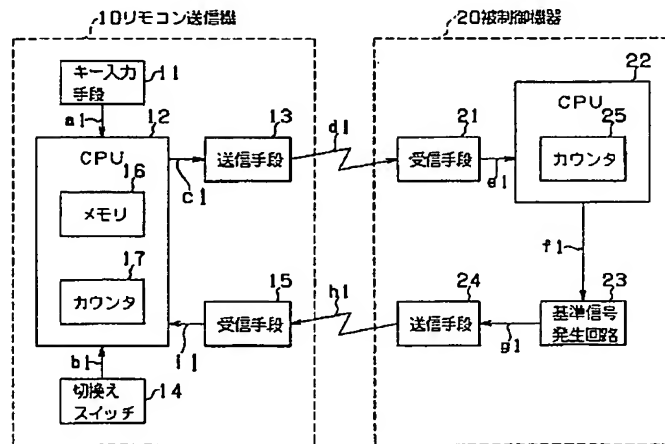 10リモコン送信機
20被制御機器
キー入力
手段
11
a1
12
CPU
16
メモリ
17
カウンタ
b1
切換え
スイッチ
14
c1
13
送信手段
d1
21
受信手段
e1
22
CPU
25
カウンタ
f1
23
基準信号
発生回路
g1
24
送信手段
h1
15
受信手段
i1